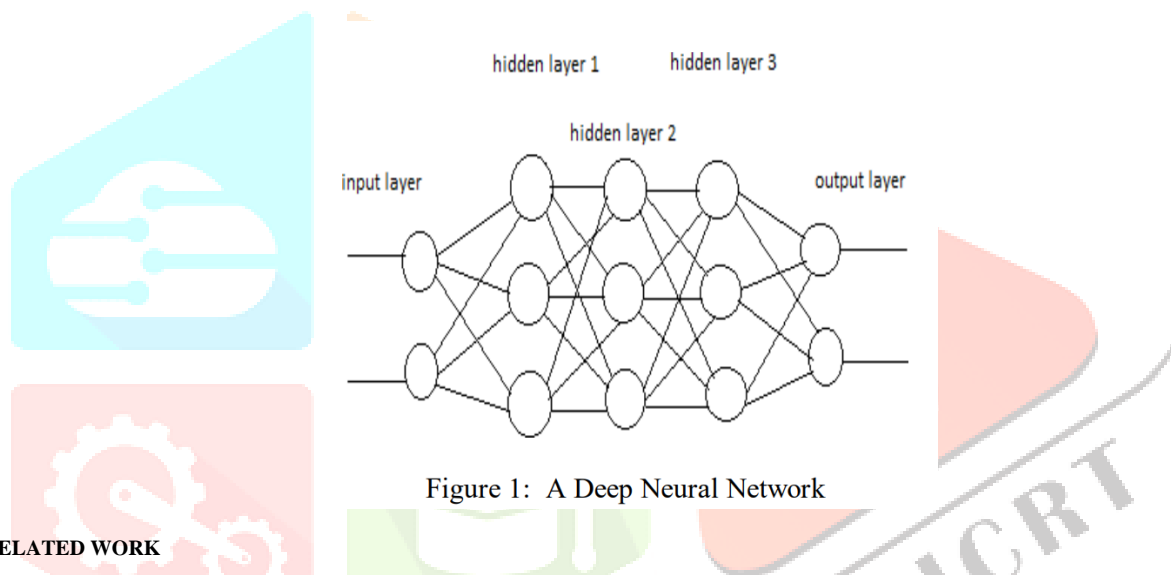 hidden layer 1 hidden layer 3
hidden layer 2
input layer output layer
Figure 1: A Deep Neural Network
ELATED WORK
IJCRT